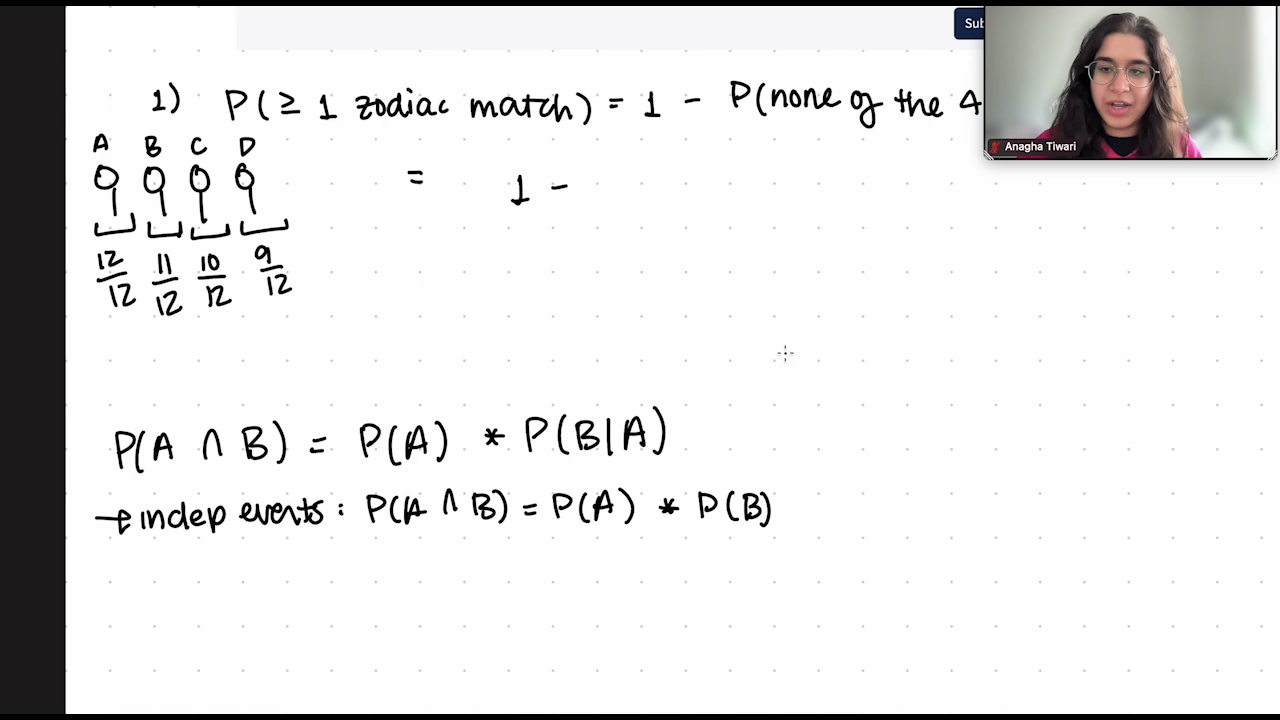 Sub
1) P(≥ 1 zodiac match) = 1 - P(none of the 4
A B C D
= 1 -
12/12 11/12 10/12 9/12
P(A ∩ B) = P(A) * P(B|A)
→ indep events: P(A ∩ B) = P(A) * P(B)
Anagha Tiwari